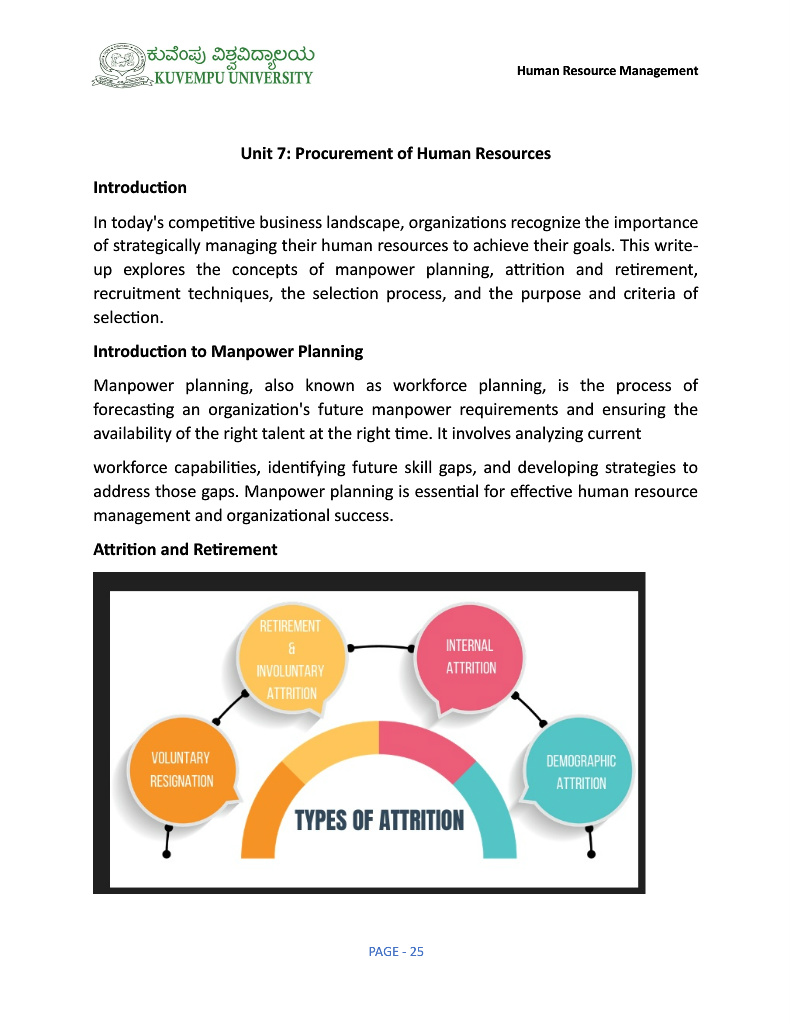 ಕುವೆಂಪು ವಿಶ್ವವಿದ್ಯಾಲಯ
KUVEMPU UNIVERSITY
Human Resource Management
Unit 7: Procurement of Human Resources
Introduction
In today's competitive business landscape, organizations recognize the importance
of strategically managing their human resources to achieve their goals. This write-
up explores the concepts of manpower planning, attrition and retirement,
recruitment techniques, the selection process, and the purpose and criteria of
selection.
Introduction to Manpower Planning
Manpower planning, also known as workforce planning, is the process of
forecasting an organization's future manpower requirements and ensuring the
availability of the right talent at the right time. It involves analyzing current
workforce capabilities, identifying future skill gaps, and developing strategies to
address those gaps. Manpower planning is essential for effective human resource
management and organizational success.
Attrition and Retirement
RETIREMENT
&
INVOLUNTARY
ATTRITION
INTERNAL
ATTRITION
VOLUNTARY
RESIGNATION
DEMOGRAPHIC
ATTRITION
TYPES OF ATTRITION
PAGE - 25